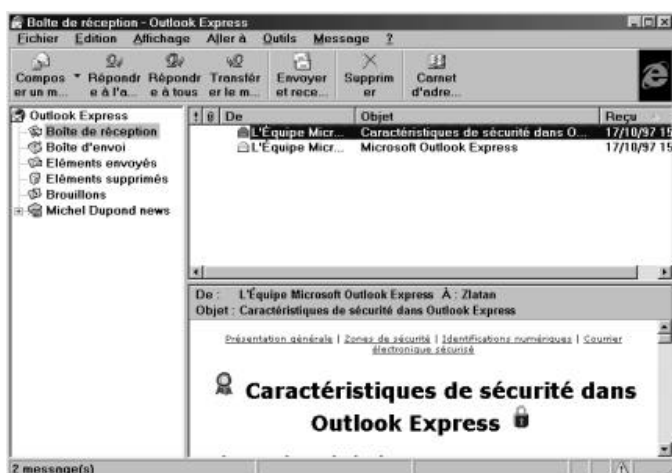 Boîte de réception - Outlook Express
Fichier Edition Affichage Aller à Outils Message ?
Compos Répondr Répondr Transfér Envoyer Supprim Carnet
er un m... e à l'a... e à tous er le m... et rece... er d'adre...
Outlook Express
Boîte de réception
Boîte d'envoi
Eléments envoyés
Eléments supprimés
Brouillons
Michel Dupond news
! De Objet Reçu
L'Équipe Micr... Caractéristiques de sécurité dans O... 17/10/97 15
L'Équipe Micr... Microsoft Outlook Express 17/10/97 15
De : L'Équipe Microsoft Outlook Express À : Zlatan
Objet : Caractéristiques de sécurité dans Outlook Express
Présentation générale | Zones de sécurité | Identifications numériques | Courrier
électronique sécurisé
Caractéristiques de sécurité dans
Outlook Express
2 message(s)